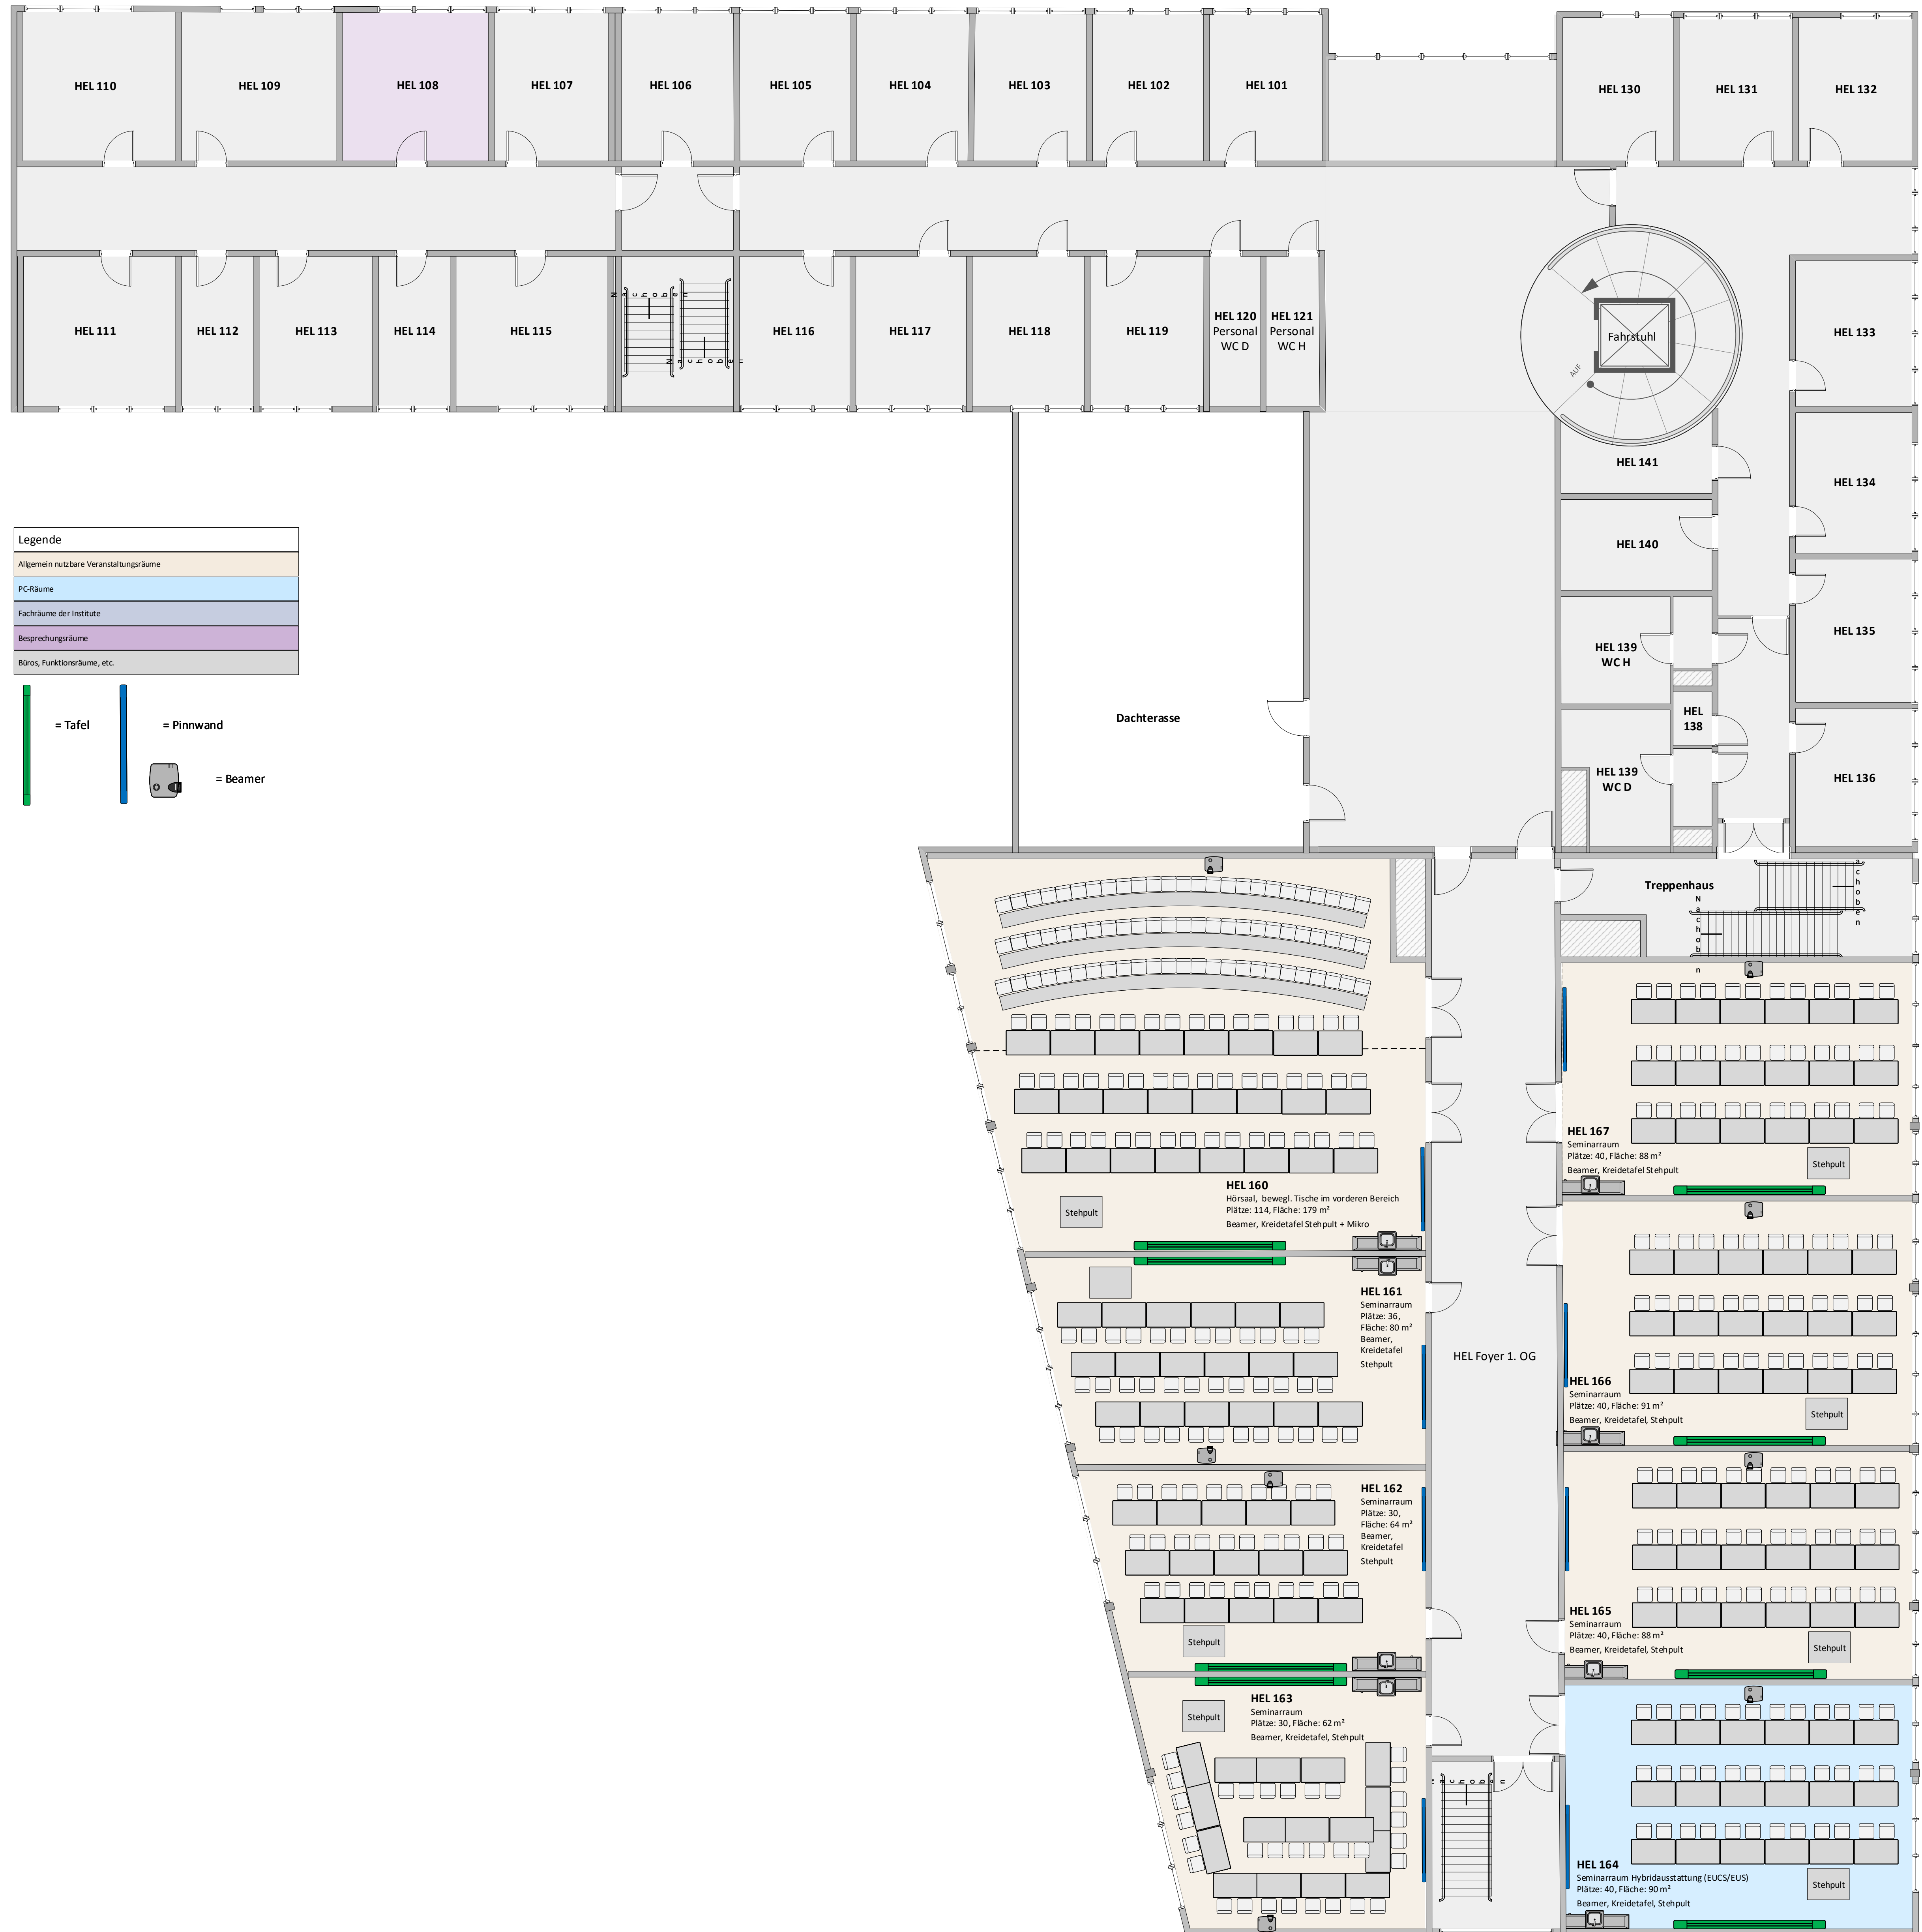 HEL 110
HEL 109
HEL 108
HEL 107
HEL 106
HEL 105
HEL 104
HEL 103
HEL 102
HEL 101
HEL 130
HEL 131
HEL 132
HEL 111
HEL 112
HEL 113
HEL 114
HEL 115
Nachoben
Nachoben
HEL 116
HEL 117
HEL 118
HEL 119
HEL 120
Personal
WC D
HEL 121
Personal
WC H
Fahrstuhl
AUF
HEL 133
HEL 141
HEL 134
HEL 140
HEL 139
WC H
HEL 135
HEL
138
HEL 139
WC D
HEL 136
Legende
Allgemein nutzbare Veranstaltungsräume
PC-Räume
Fachräume der Institute
Besprechungsräume
Büros, Funktionsräume, etc.
= Tafel
= Pinnwand
= Beamer
Dachterasse
Treppenhaus
HEL 167
Seminarraum
Plätze: 40, Fläche: 88 m²
Beamer, Kreidetafel Stehpult
Stehpult
HEL 160
Hörsaal, bewegl. Tische im vorderen Bereich
Plätze: 114, Fläche: 179 m²
Beamer, Kreidetafel Stehpult + Mikro
Stehpult
HEL 161
Seminarraum
Plätze: 36,
Fläche: 80 m²
Beamer,
Kreidetafel
Stehpult
HEL Foyer 1. OG
HEL 166
Seminarraum
Plätze: 40, Fläche: 91 m²
Beamer, Kreidetafel, Stehpult
Stehpult
HEL 162
Seminarraum
Plätze: 30,
Fläche: 64 m²
Beamer,
Kreidetafel
Stehpult
Stehpult
HEL 165
Seminarraum
Plätze: 40, Fläche: 88 m²
Beamer, Kreidetafel, Stehpult
Stehpult
HEL 163
Seminarraum
Plätze: 30, Fläche: 62 m²
Beamer, Kreidetafel, Stehpult
Stehpult
HEL 164
Seminarraum Hybridausstattung (EUCS/EUS)
Plätze: 40, Fläche: 90 m²
Beamer, Kreidetafel, Stehpult
Stehpult